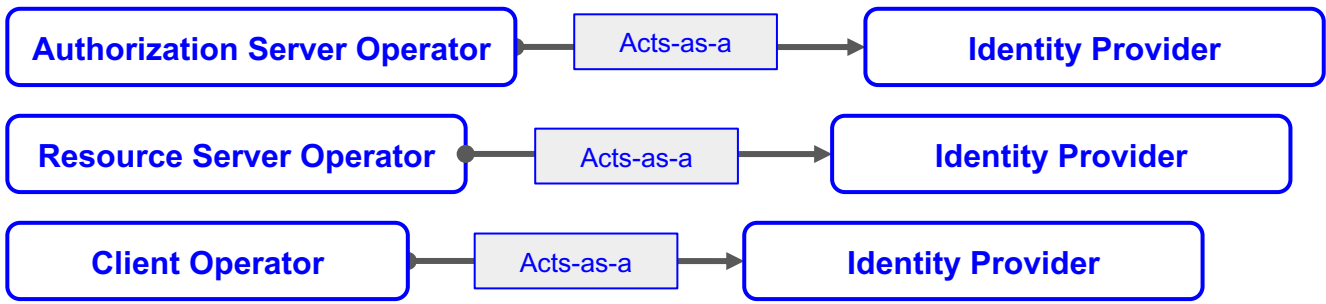 Authorization Server Operator Acts-as-a Identity Provider
Resource Server Operator Acts-as-a Identity Provider
Client Operator Acts-as-a Identity Provider